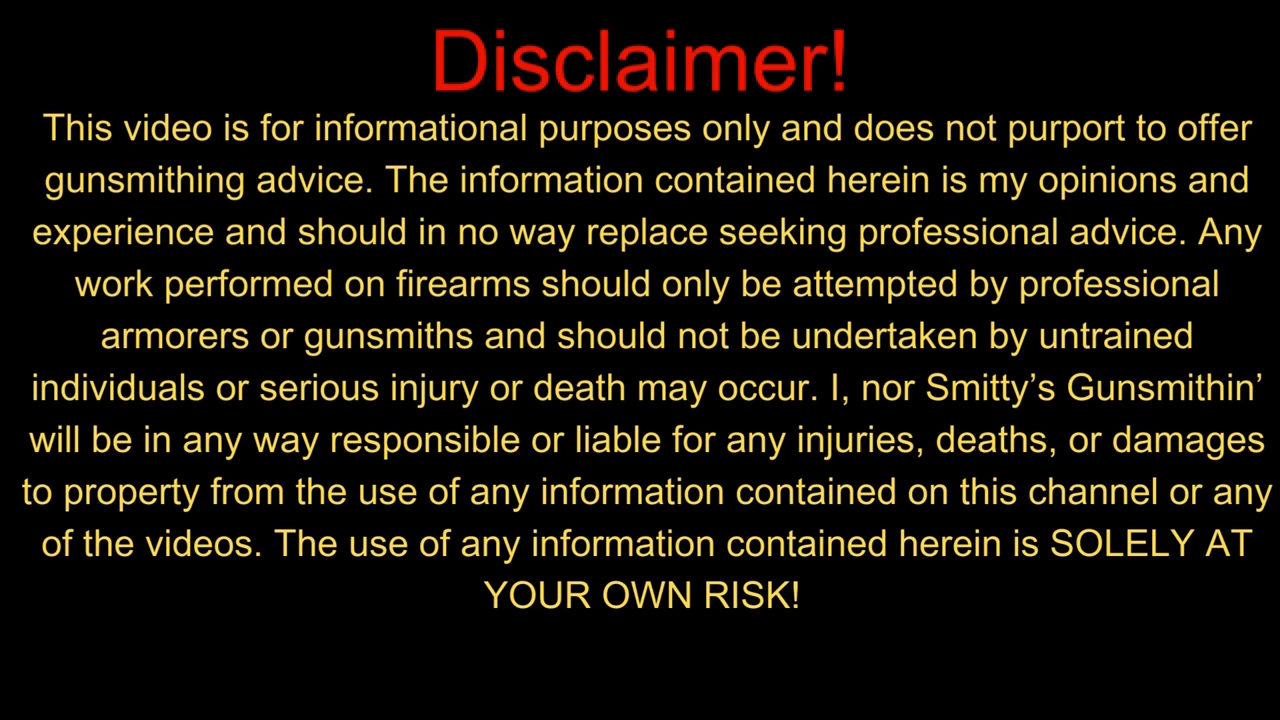 Disclaimer!
This video is for informational purposes only and does not purport to offer
gunsmithing advice. The information contained herein is my opinions and
experience and should in no way replace seeking professional advice. Any
work performed on firearms should only be attempted by professional
armorers or gunsmiths and should not be undertaken by untrained
individuals or serious injury or death may occur. I, nor Smitty’s Gunsmithin’
will be in any way responsible or liable for any injuries, deaths, or damages
to property from the use of any information contained on this channel or any
of the videos. The use of any information contained herein is SOLELY AT
YOUR OWN RISK!